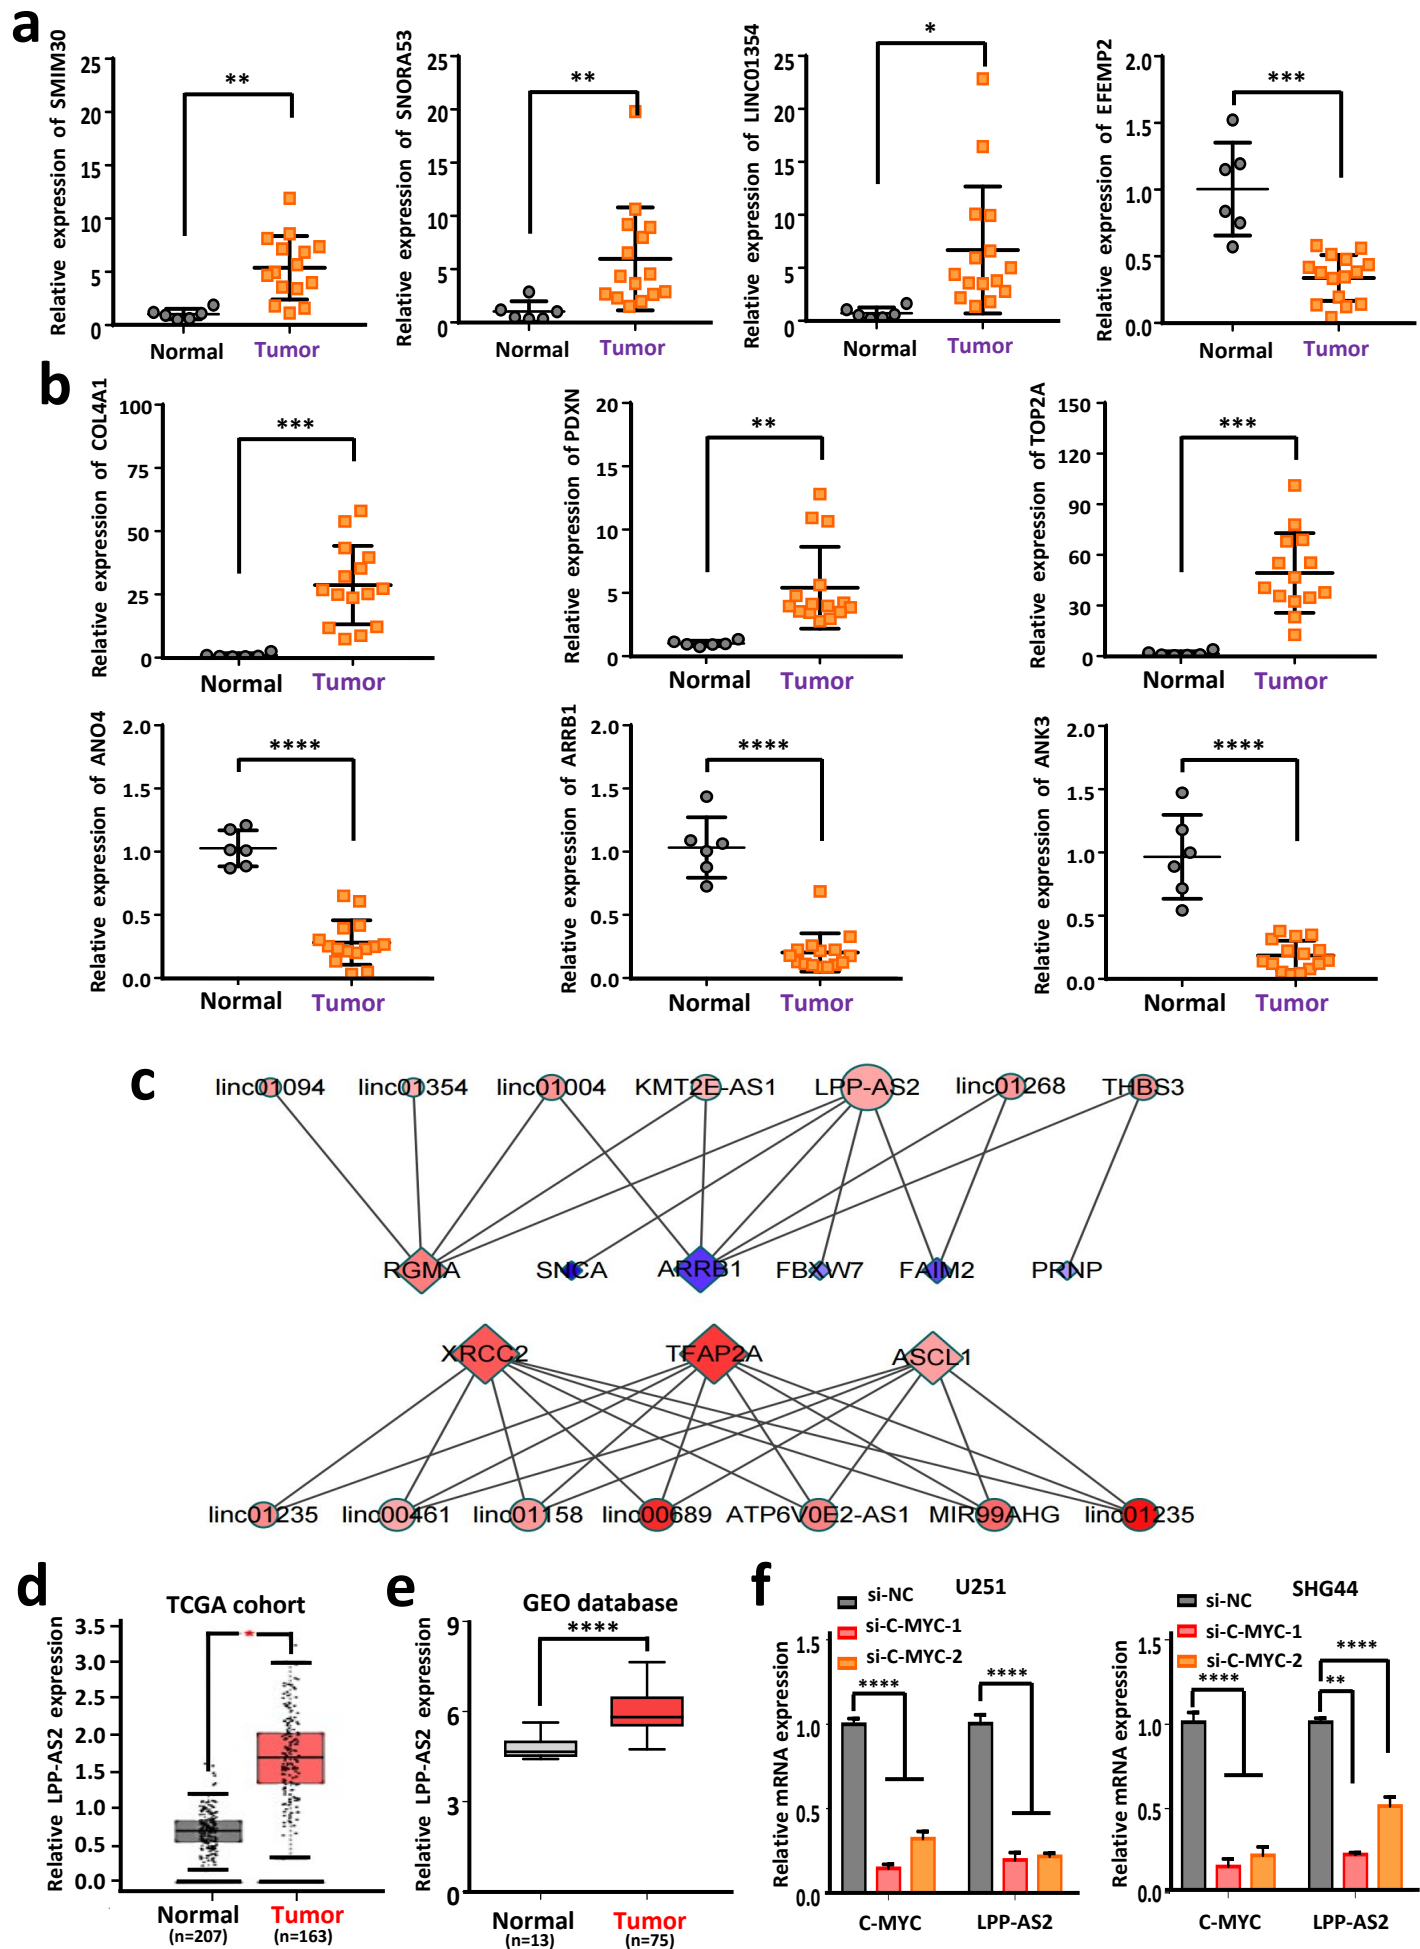 a
Relative expression of SMIM30
25
20
15
10
5
0
**
Normal
Tumor
Relative expression of SNORA53
25
20
15
10
5
0
**
Normal
Tumor
Relative expression of LINC01354
25
20
15
10
5
0
*
Normal
Tumor
Relative expression of EFEMP2
2.0
1.5
1.0
0.5
0.0
***
Normal
Tumor
b
Relative expression of COL4A1
100
75
50
25
0
***
Normal
Tumor
Relative expression of PDXN
20
15
10
5
0
**
Normal
Tumor
Relative expression of TOP2A
150
120
90
60
30
0
***
Normal
Tumor
Relative expression of ANO4
2.0
1.5
1.0
0.5
0.0
****
Normal
Tumor
Relative expression of ARRB1
2.0
1.5
1.0
0.5
0.0
****
Normal
Tumor
Relative expression of ANK3
2.0
1.5
1.0
0.5
0.0
****
Normal
Tumor
c
linc01094 linc01354 linc01004 KMT2E-AS1 LPP-AS2 linc01268 THBS3
RGMA SNCA ARRB1 FBXW7 FAIM2 PRNP
XRCC2 TFAP2A ASCL1
linc01235 linc00461 linc01158 linc00689 ATP6V0E2-AS1 MIR99AHG linc01235
d
TCGA cohort
Relative LPP-AS2 expression
3.5
3.0
2.5
2.0
1.5
1.0
0.5
0.0
*
Normal
(n=207)
Tumor
(n=163)
e
GEO database
Relative LPP-AS2 expression
9
6
3
0
****
Normal
(n=13)
Tumor
(n=75)
f
U251
si-NC
si-C-MYC-1
si-C-MYC-2
Relative mRNA expression
1.5
1.0
0.5
0.0
****
****
C-MYC
LPP-AS2
SHG44
si-NC
si-C-MYC-1
si-C-MYC-2
Relative mRNA expression
1.5
1.0
0.5
0.0
****
**
****
C-MYC
LPP-AS2